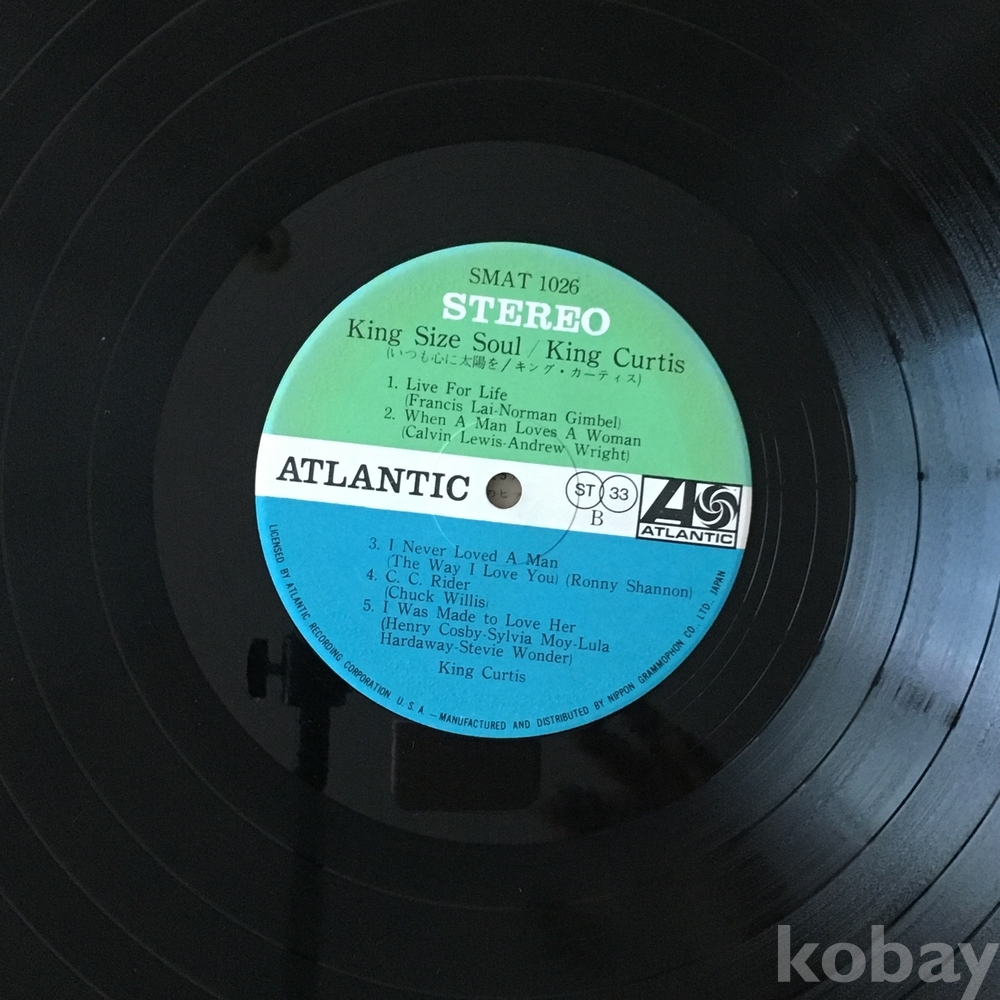 SMAT 1026
STEREO
King Size Soul / King Curtis
(いつも心に太陽を/キング・カーティス)
1. Live For Life
(Francis Lai-Norman Gimbel)
2. When A Man Loves A Woman
(Calvin Lewis-Andrew Wright)
ATLANTIC
ST 33
B
ATLANTIC
3. I Never Loved A Man
(The Way I Love You) (Ronny Shannon)
4. C. C. Rider
(Chuck Willis)
5. I Was Made to Love Her
(Henry Cosby-Sylvia Moy-Lula
Hardaway-Stevie Wonder)
King Curtis
LICENSED BY ATLANTIC RECORDING CORPORATION U. S. A. —MANUFACTURED AND DISTRIBUTED BY NIPPON GRAMMOPHON CO., LTD. JAPAN
kobay